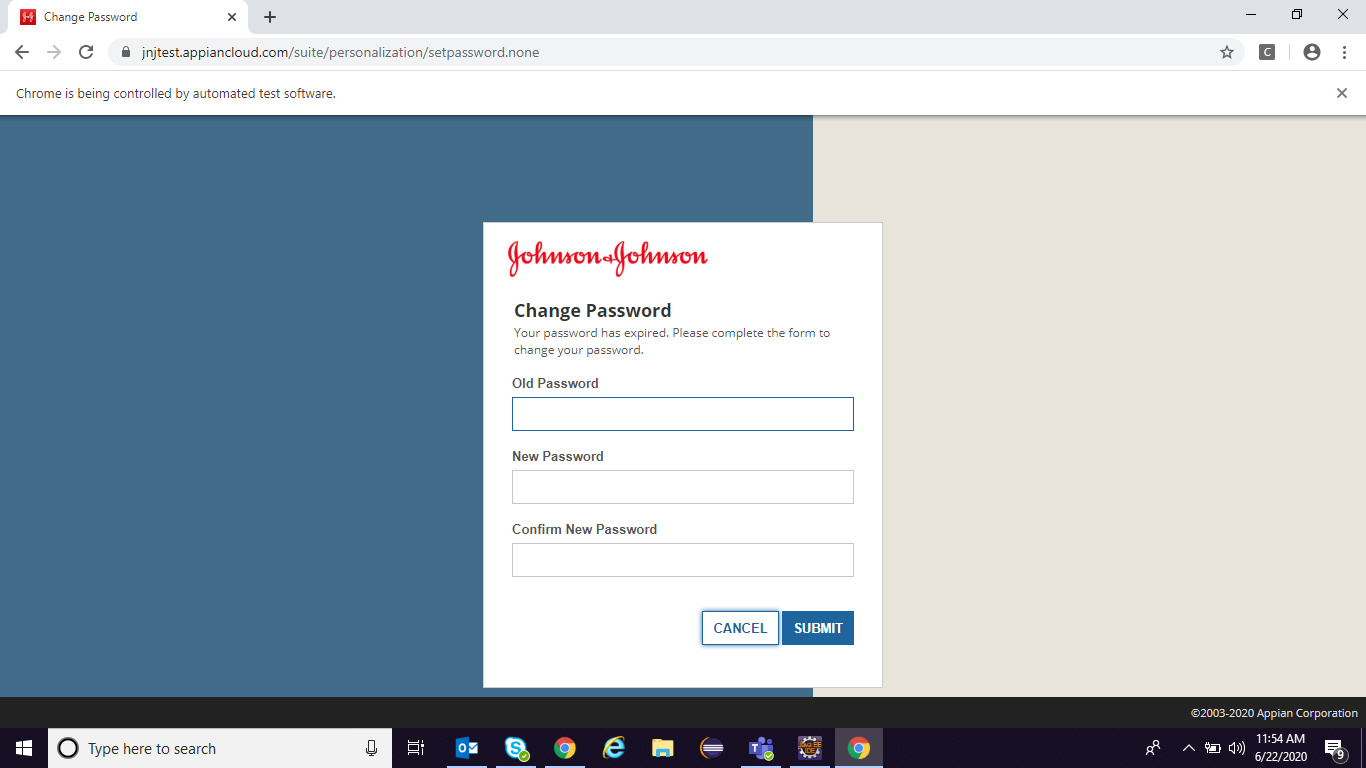 Change Password
jnjtest.appiancloud.com/suite/personalization/setpassword.none
C
Chrome is being controlled by automated test software.
Johnson&Johnson
Change Password
Your password has expired. Please complete the form to
change your password.
Old Password
New Password
Confirm New Password
CANCEL SUBMIT
©2003-2020 Appian Corporation
Type here to search
11:54 AM
6/22/2020
9